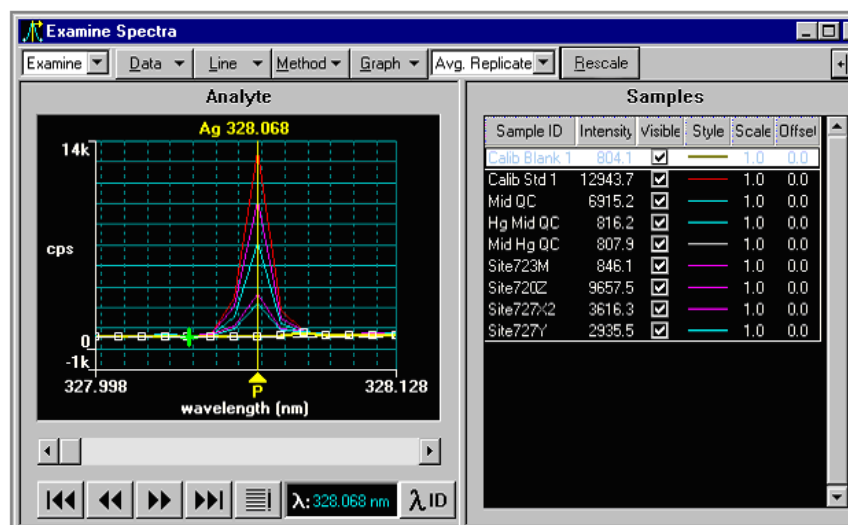 Examine Spectra
Examine Data Line Method Graph Avg. Replicate Rescale
Analyte
Ag 328.068
14k
cps
0
-1k
327.998 328.128
P
wavelength (nm)
λ: 328.068 nm λ ID
Samples
Sample ID Intensity Visible Style Scale Offset
Calib Blank 1 804.1 1.0 0.0
Calib Std 1 12943.7 1.0 0.0
Mid QC 6915.2 1.0 0.0
Hg Mid QC 816.2 1.0 0.0
Mid Hg QC 807.9 1.0 0.0
Site723M 846.1 1.0 0.0
Site720Z 9657.5 1.0 0.0
Site727X2 3616.3 1.0 0.0
Site727Y 2935.5 1.0 0.0